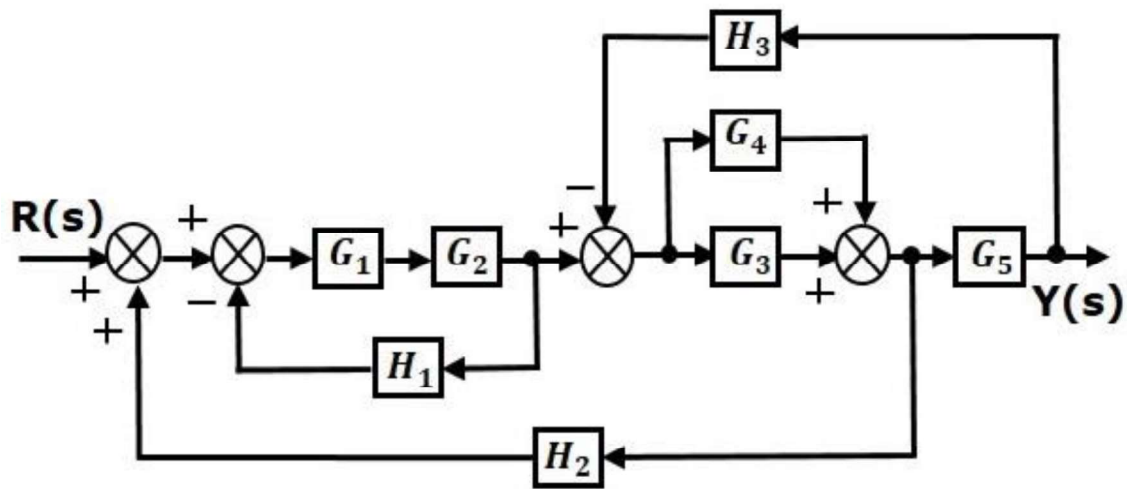 H₃
G₄
−
R(s) + + +
G₁ G₂ G₃ G₅
+ − + Y(s)
+
H₁
H₂